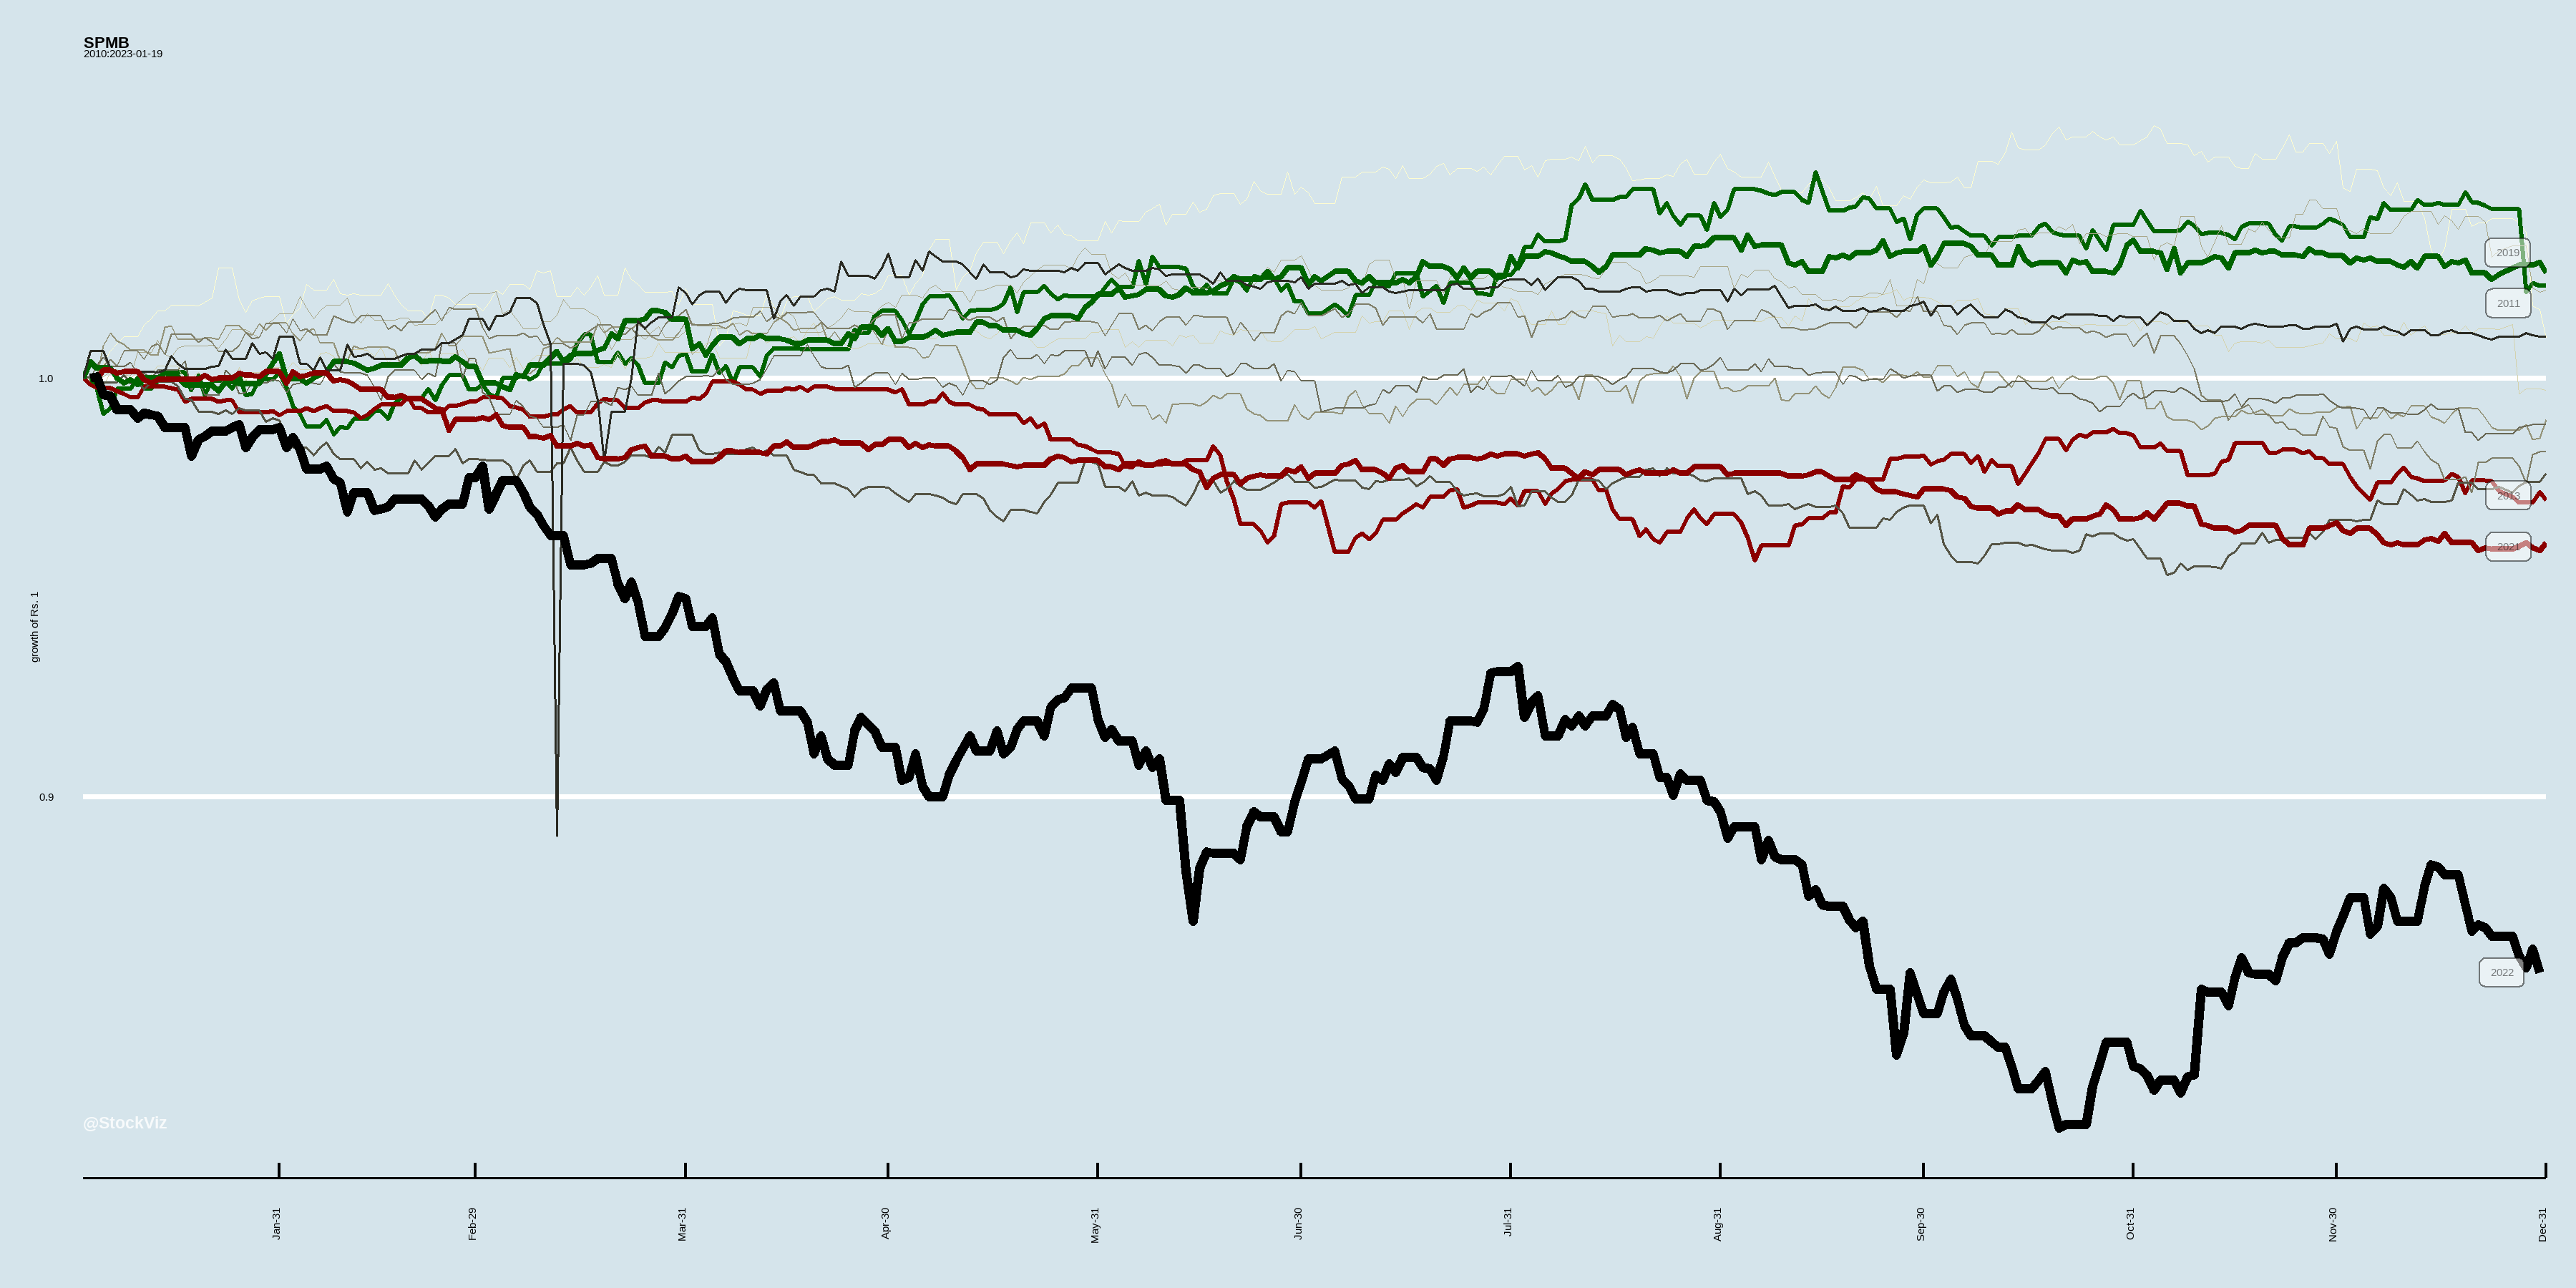 SPMB
2010:2023-01-19
2019
2011
1.0
2013
2021
growth of Rs. 1
0.9
2022
@StockViz
Jan-31
Feb-29
Mar-31
Apr-30
May-31
Jun-30
Jul-31
Aug-31
Sep-30
Oct-31
Nov-30
Dec-31